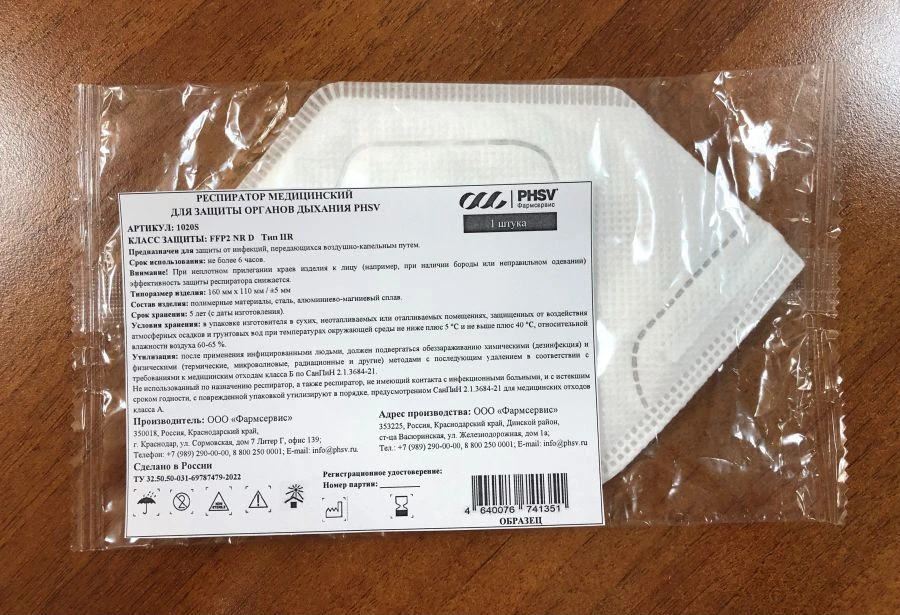 РЕСПИРАТОР МЕДИЦИНСКИЙ
ДЛЯ ЗАЩИТЫ ОРГАНОВ ДЫХАНИЯ PHSV
PHSV
Фармсервис
1 штука
АРТИКУЛ: 1020S
КЛАСС ЗАЩИТЫ: FFP2 NR D Тип IIR
Предназначен для защиты от инфекций, передающихся воздушно-капельным путем.
Срок использования: не более 6 часов.
Внимание! При неплотном прилегании краев изделия к лицу (например, при наличии бороды или неправильном одевании)
эффективность защиты респиратора снижается.
Типоразмер изделия: 160 мм х 110 мм / ±5 мм
Состав изделия: полимерные материалы, сталь, алюминиево-магниевый сплав.
Срок хранения: 5 лет (с даты изготовления).
Условия хранения: в упаковке изготовителя в сухих, неотапливаемых или отапливаемых помещениях, защищенных от воздействия
атмосферных осадков и грунтовых вод при температурах окружающей среды не ниже плюс 5 °С и не выше плюс 40 °С, относительной
влажности воздуха 60-65 %.
Утилизация: после применения инфицированными людьми, должен подвергаться обеззараживанию химическими (дезинфекция) и
физическими (термические, микроволновые, радиационные и другие) методами с последующим удалением в соответствии с
требованиями к медицинским отходам класса Б по СанПиН 2.1.3684-21.
Не использованный по назначению респиратор, а также респиратор, не имеющий контакта с инфекционными больными, и с истекшим
сроком годности, с поврежденной упаковкой утилизируют в порядке, предусмотренном СанПиН 2.1.3684-21 для медицинских отходов
класса А.
Производитель: ООО «Фармсервис»
350018, Россия, Краснодарский край,
г. Краснодар, ул. Сормовская, дом 7 Литер Г, офис 139;
Телефон: +7 (989) 290-00-00, 8 800 250 0001; E-mail: info@phsv.ru
Адрес производства: ООО «Фармсервис»
353225, Россия, Краснодарский край, Динской район,
ст-ца Васюринская, ул. Железнодорожная, дом 1а;
Тел.: +7 (989) 290-00-00, 8 800 250 0001; E-mail: info@phsv.ru
Сделано в России
ТУ 32.50.50-031-69787479-2022
Регистрационное удостоверение:
Номер партии:
NON STERILE
4 640076 741351
ОБРАЗЕЦ